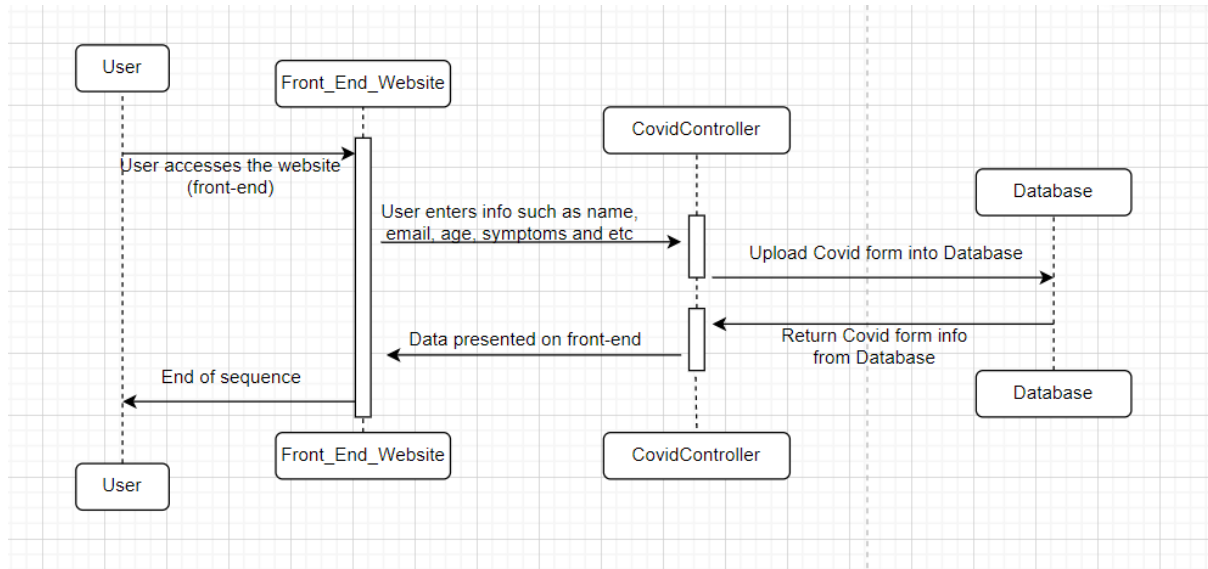 User
Front_End_Website
CovidController
Database
User accesses the website
(front-end)
User enters info such as name,
email, age, symptoms and etc
Upload Covid form into Database
Return Covid form info
from Database
Data presented on front-end
End of sequence
Database
Front_End_Website
CovidController
User